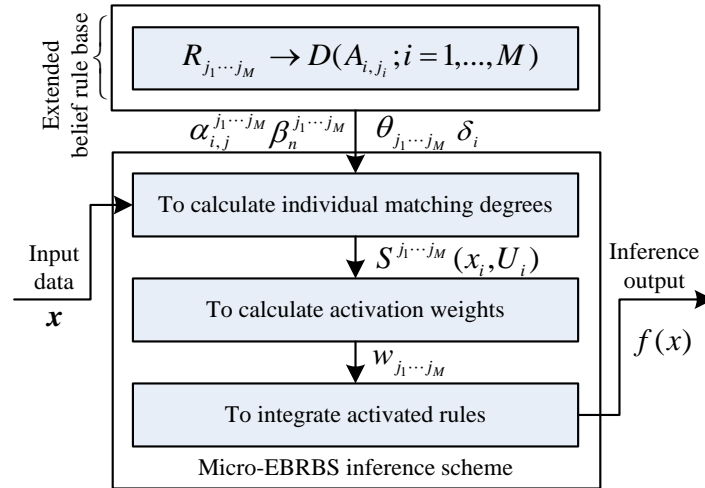 Extended
belief rule base
R_{j_1⋯j_M} → D(A_{i,j_i}; i = 1,..., M)
α_{i,j}^{j_1⋯j_M} β_n^{j_1⋯j_M} θ_{j_1⋯j_M} δ_i
To calculate individual matching degrees
Input
data
x
S^{j_1⋯j_M}(x_i, U_i)
Inference
output
f(x)
To calculate activation weights
w_{j_1⋯j_M}
To integrate activated rules
Micro-EBRBS inference scheme